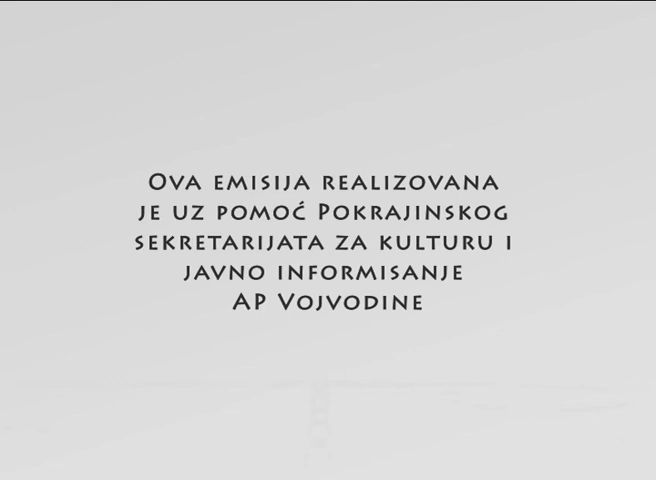 Ova emisija realizovana
je uz pomoć Pokrajinskog
sekretarijata za kulturu i
javno informisanje
AP Vojvodine